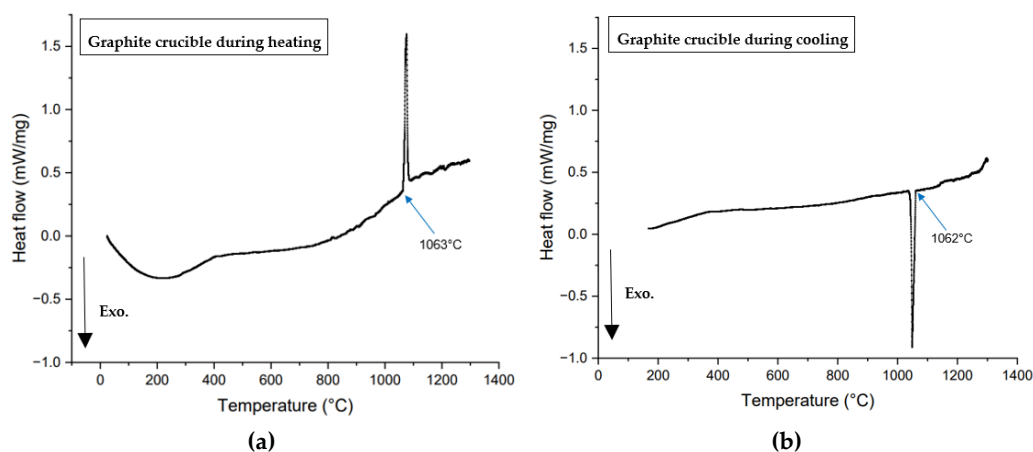 Graphite crucible during heating
1.5
1.0
0.5
0.0
−0.5
−1.0
Heat flow (mW/mg)
1063°C
Exo.
0 200 400 600 800 1000 1200 1400
Temperature (°C)
(a)
Graphite crucible during cooling
1.5
1.0
0.5
0.0
−0.5
−1.0
Heat flow (mW/mg)
1062°C
Exo.
0 200 400 600 800 1000 1200 1400
Temperature (°C)
(b)